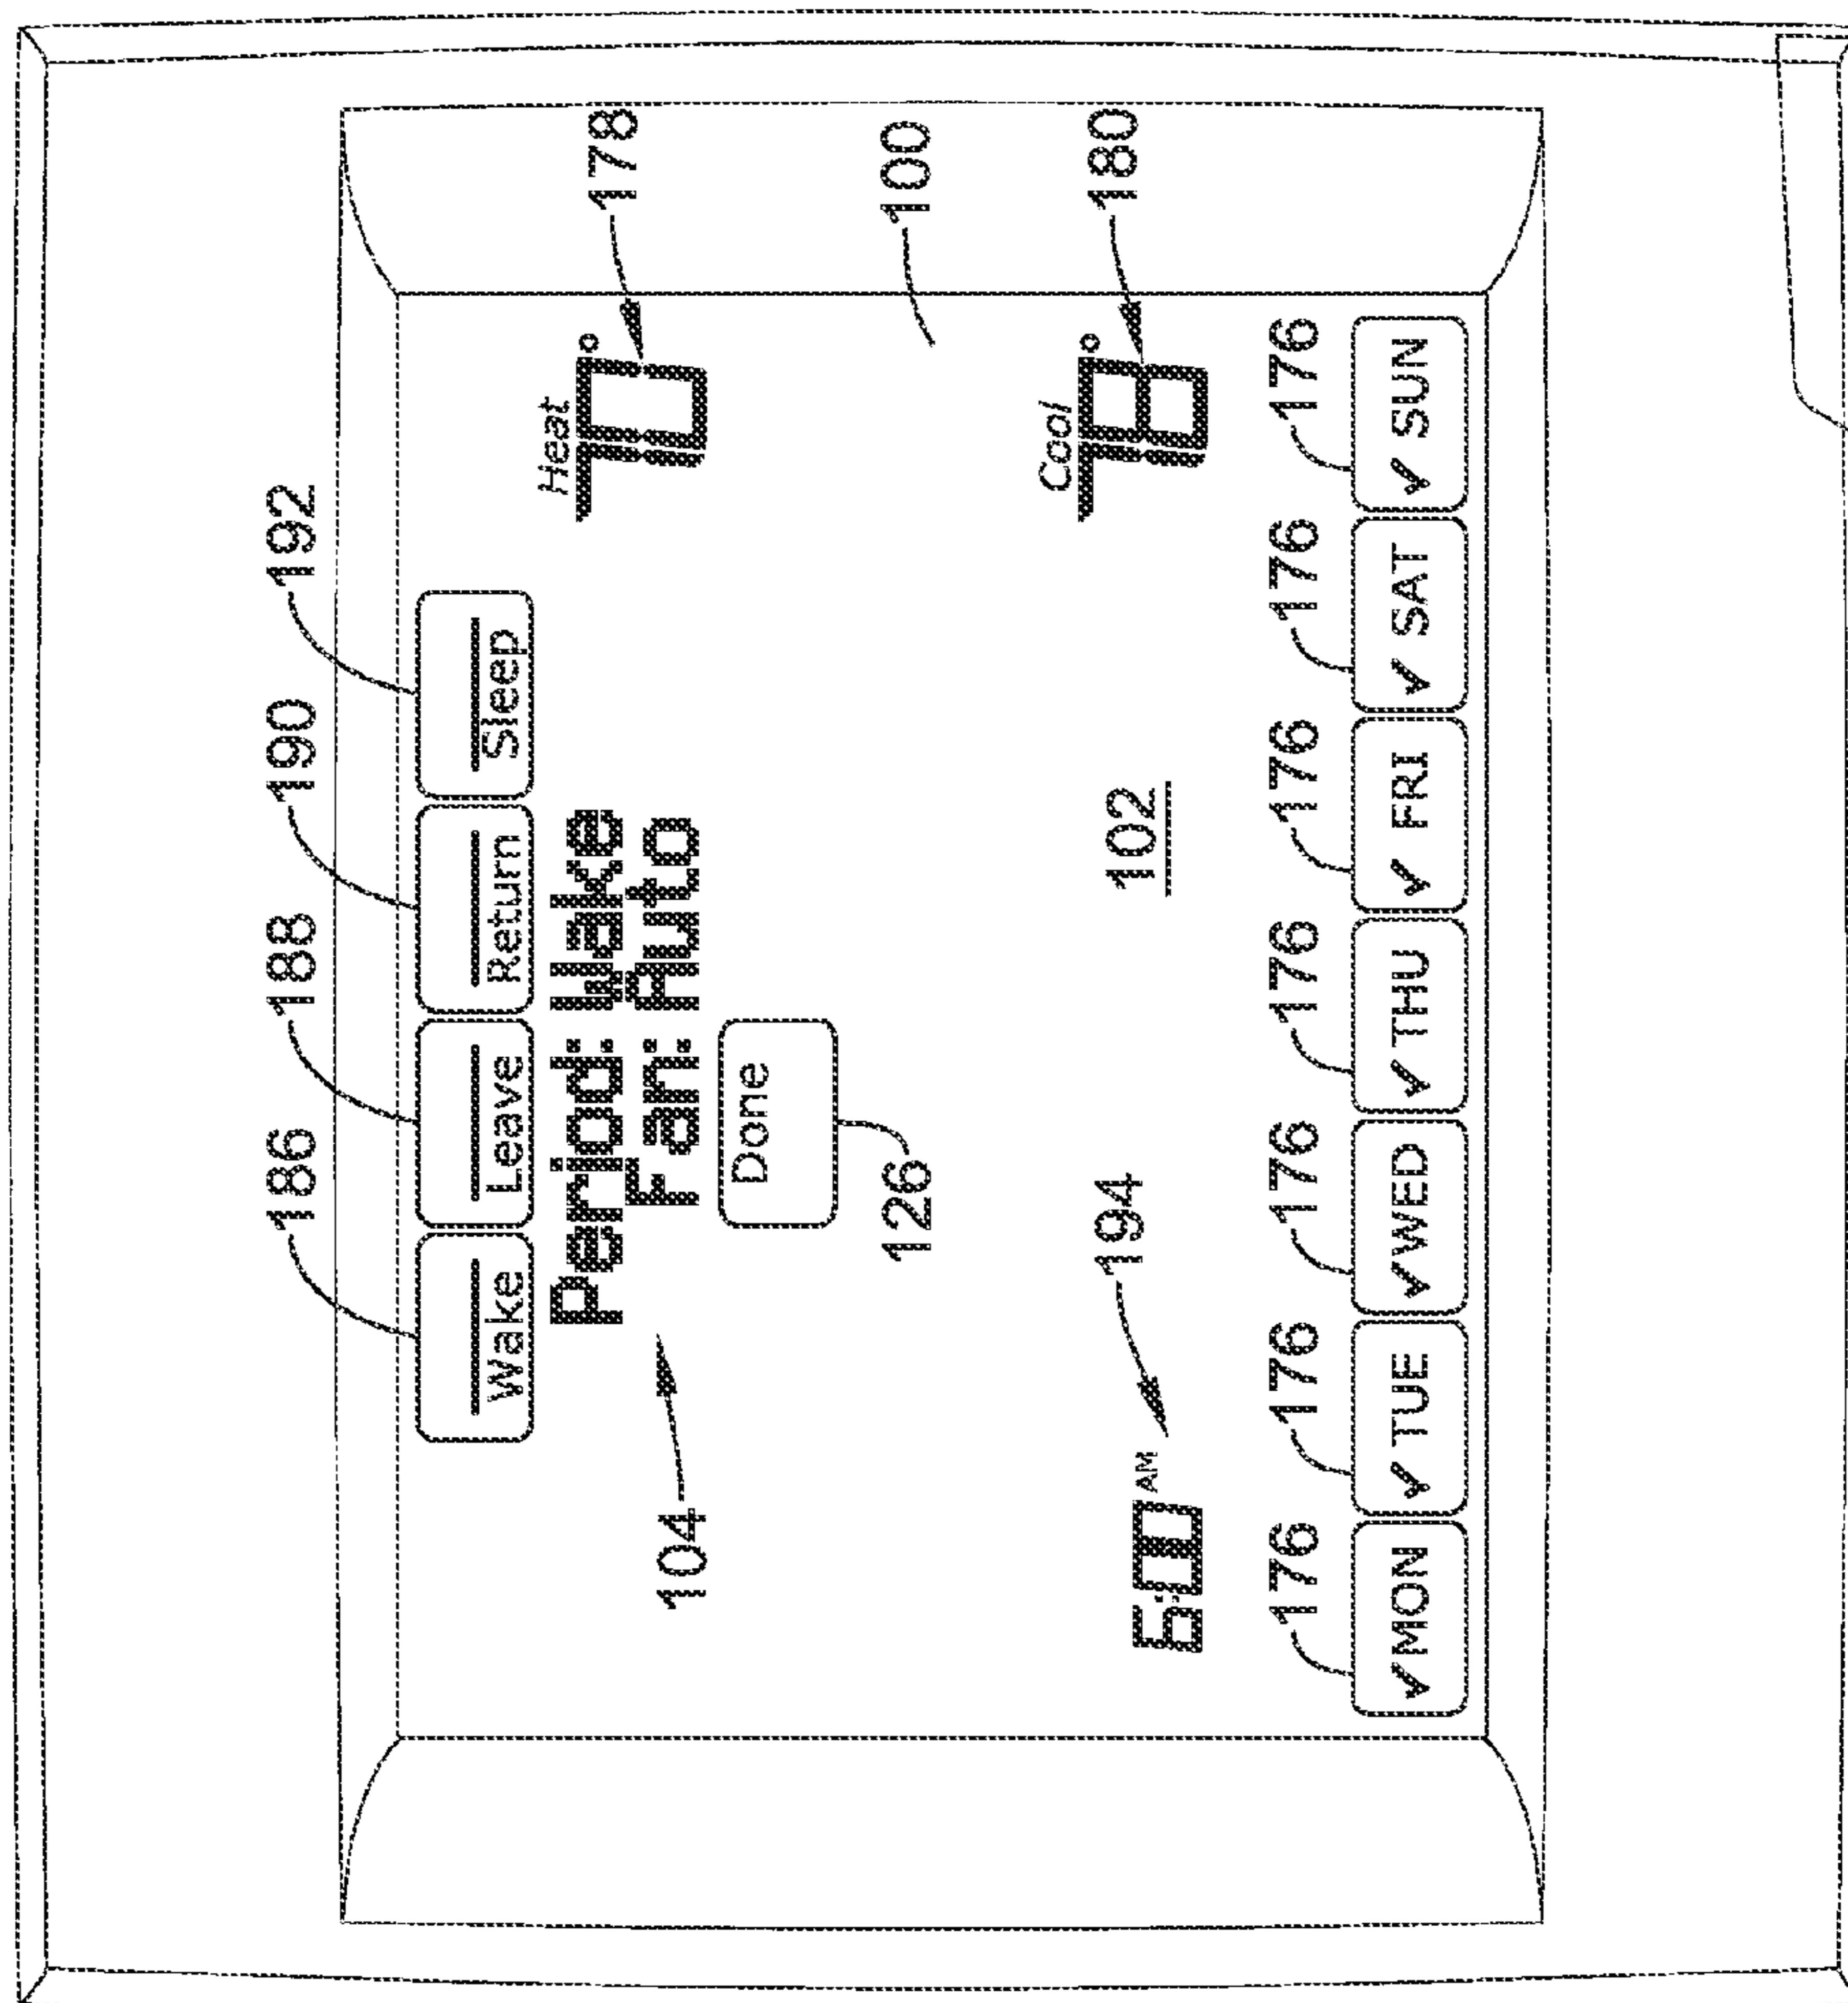 186 188 190 192
Wake Leave Return Sleep
Heat
Period: Wake 70° 178
Fan: Auto
104
Done
126 100
Cool
194 102 78° 180
6:00 AM
176 176 176 176 176 176 176
✓MON ✓TUE ✓WED ✓THU ✓FRI ✓SAT ✓SUN